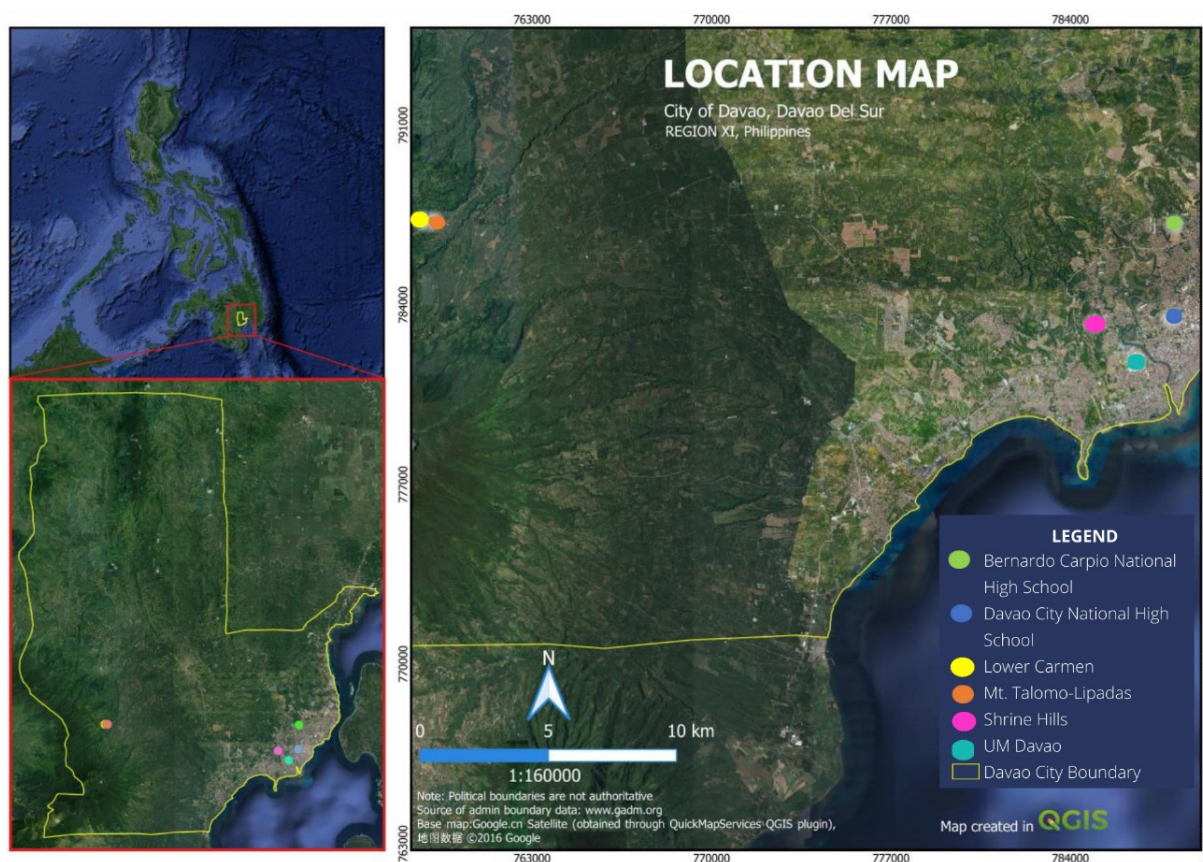 763000
770000
777000
784000
LOCATION MAP
City of Davao, Davao Del Sur
REGION XI, Philippines
791000
784000
777000
770000
763000
LEGEND
Bernardo Carpio National
High School
Davao City National High
School
Lower Carmen
Mt. Talomo-Lipadas
Shrine Hills
UM Davao
Davao City Boundary
N
0 5 10 km
1:160000
Note: Political boundaries are not authoritative
Source of admin boundary data: www.gadm.org
Base map:Google.cn Satellite (obtained through QuickMapServices QGIS plugin),
地图数据 ©2016 Google
Map created in QGIS
763000
770000
777000
784000